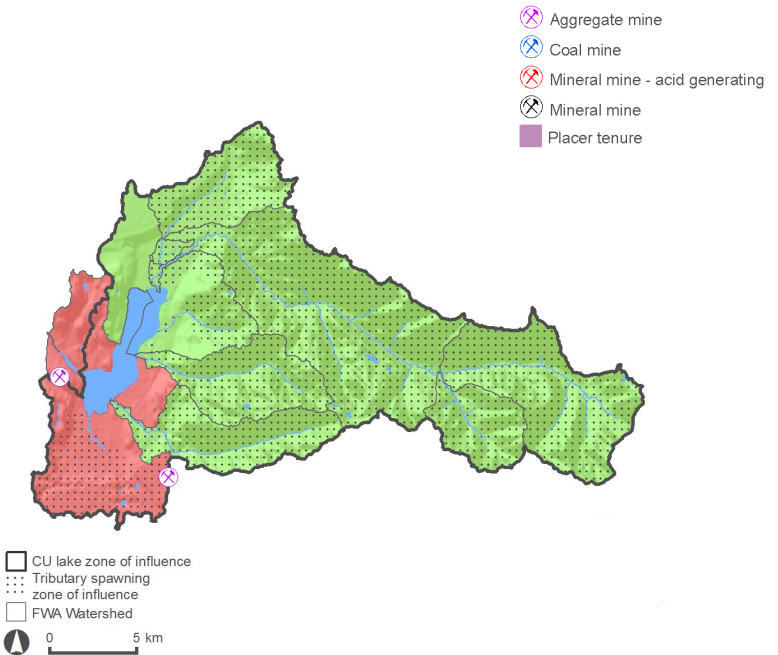 Aggregate mine
Coal mine
Mineral mine - acid generating
Mineral mine
Placer tenure
CU lake zone of influence
Tributary spawning
zone of influence
FWA Watershed
0 5 km